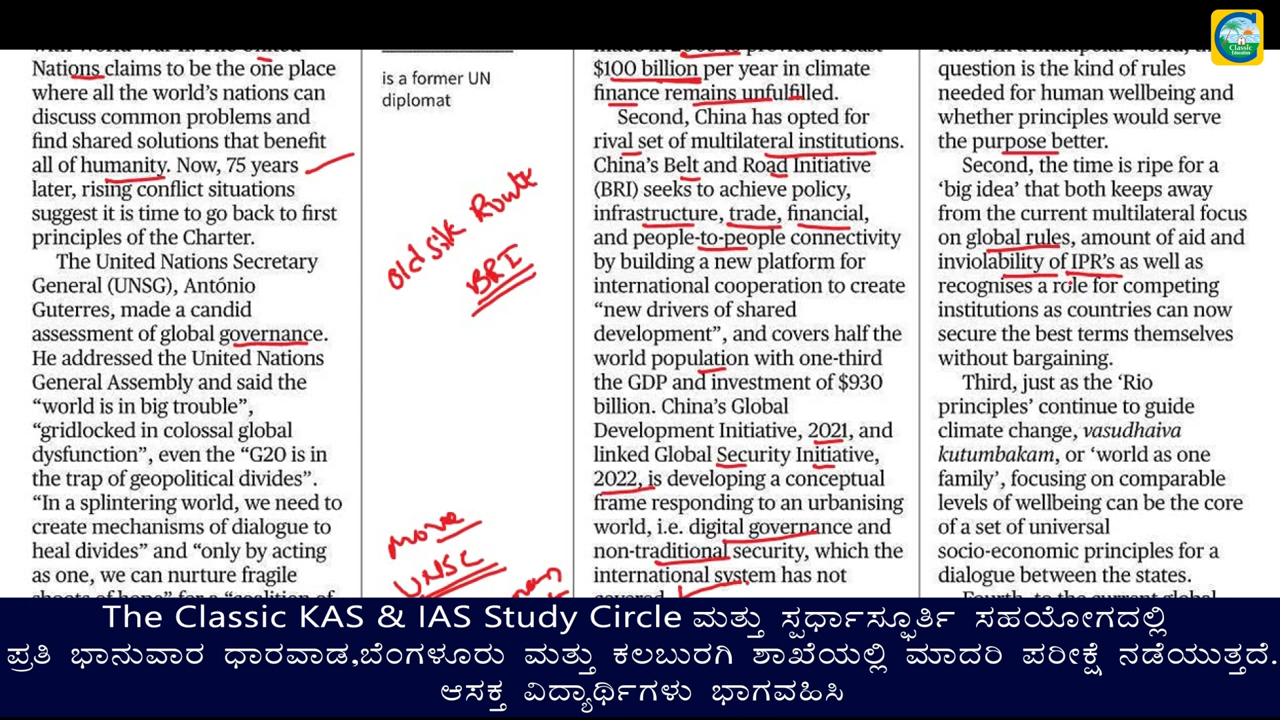 with World War II. The United
Nations claims to be the one place
where all the world's nations can
discuss common problems and
find shared solutions that benefit
all of humanity. Now, 75 years
later, rising conflict situations
suggest it is time to go back to first
principles of the Charter.
The United Nations Secretary
General (UNSG), António
Guterres, made a candid
assessment of global governance.
He addressed the United Nations
General Assembly and said the
“world is in big trouble”,
“gridlocked in colossal global
dysfunction”, even the “G20 is in
the trap of geopolitical divides”.
“In a splintering world, we need to
create mechanisms of dialogue to
heal divides” and “only by acting
as one, we can nurture fragile
is a former UN
diplomat
Old silk Route
BRI
move
UNSC
$100 billion per year in climate
finance remains unfulfilled.
Second, China has opted for
rival set of multilateral institutions.
China's Belt and Road Initiative
(BRI) seeks to achieve policy,
infrastructure, trade, financial,
and people-to-people connectivity
by building a new platform for
international cooperation to create
“new drivers of shared
development”, and covers half the
world population with one-third
the GDP and investment of $930
billion. China's Global
Development Initiative, 2021, and
linked Global Security Initiative,
2022, is developing a conceptual
frame responding to an urbanising
world, i.e. digital governance and
non-traditional security, which the
international system has not
covered.
question is the kind of rules
needed for human wellbeing and
whether principles would serve
the purpose better.
Second, the time is ripe for a
‘big idea’ that both keeps away
from the current multilateral focus
on global rules, amount of aid and
inviolability of IPR's as well as
recognises a role for competing
institutions as countries can now
secure the best terms themselves
without bargaining.
Third, just as the ‘Rio
principles’ continue to guide
climate change, vasudhaiva
kutumbakam, or ‘world as one
family’, focusing on comparable
levels of wellbeing can be the core
of a set of universal
socio-economic principles for a
dialogue between the states.
Classic
Education
The Classic KAS & IAS Study Circle ಮತ್ತು ಸ್ಪರ್ಧಾಸ್ಫೂರ್ತಿ ಸಹಯೋಗದಲ್ಲಿ
ಪ್ರತಿ ಭಾನುವಾರ ಧಾರವಾಡ,ಬೆಂಗಳೂರು ಮತ್ತು ಕಲಬುರಗಿ ಶಾಖೆಯಲ್ಲಿ ಮಾದರಿ ಪರೀಕ್ಷೆ ನಡೆಯುತ್ತದೆ.
ಆಸಕ್ತ ವಿದ್ಯಾರ್ಥಿಗಳು ಭಾಗವಹಿಸಿ